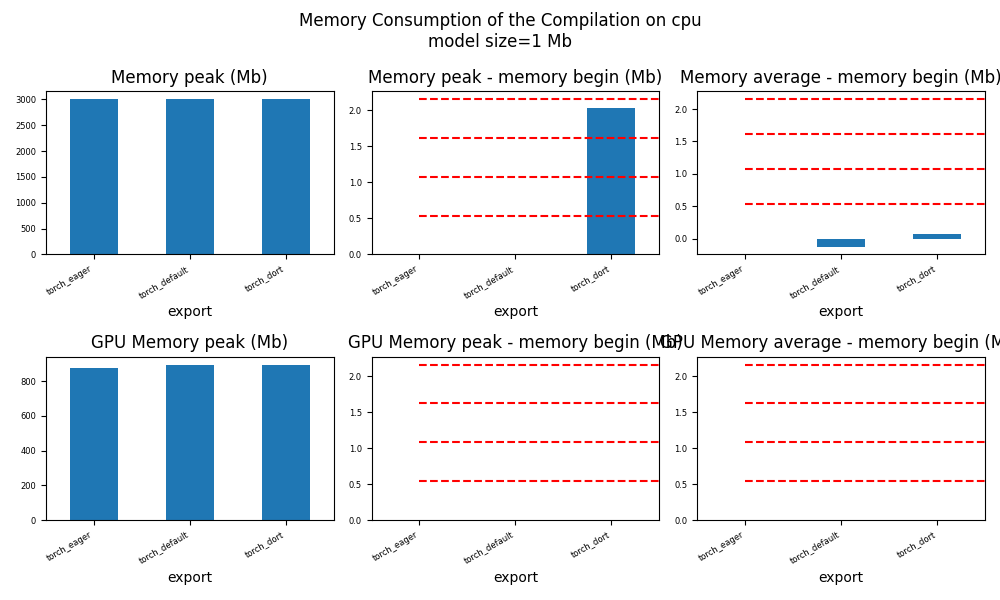 Memory Consumption of the Compilation on cpu
model size=1 Mb
Memory peak (Mb)
3000
2500
2000
1500
1000
500
0
torch_eager
torch_default
torch_dort
export
Memory peak - memory begin (Mb)
2.0
1.5
1.0
0.5
0.0
torch_eager
torch_default
torch_dort
export
Memory average - memory begin (Mb)
2.0
1.5
1.0
0.5
0.0
torch_eager
torch_default
torch_dort
export
GPU Memory peak (Mb)
800
600
400
200
0
torch_eager
torch_default
torch_dort
export
GPU Memory peak - memory begin (Mb)
2.0
1.5
1.0
0.5
0.0
torch_eager
torch_default
torch_dort
export
GPU Memory average - memory begin (M
2.0
1.5
1.0
0.5
0.0
torch_eager
torch_default
torch_dort
export